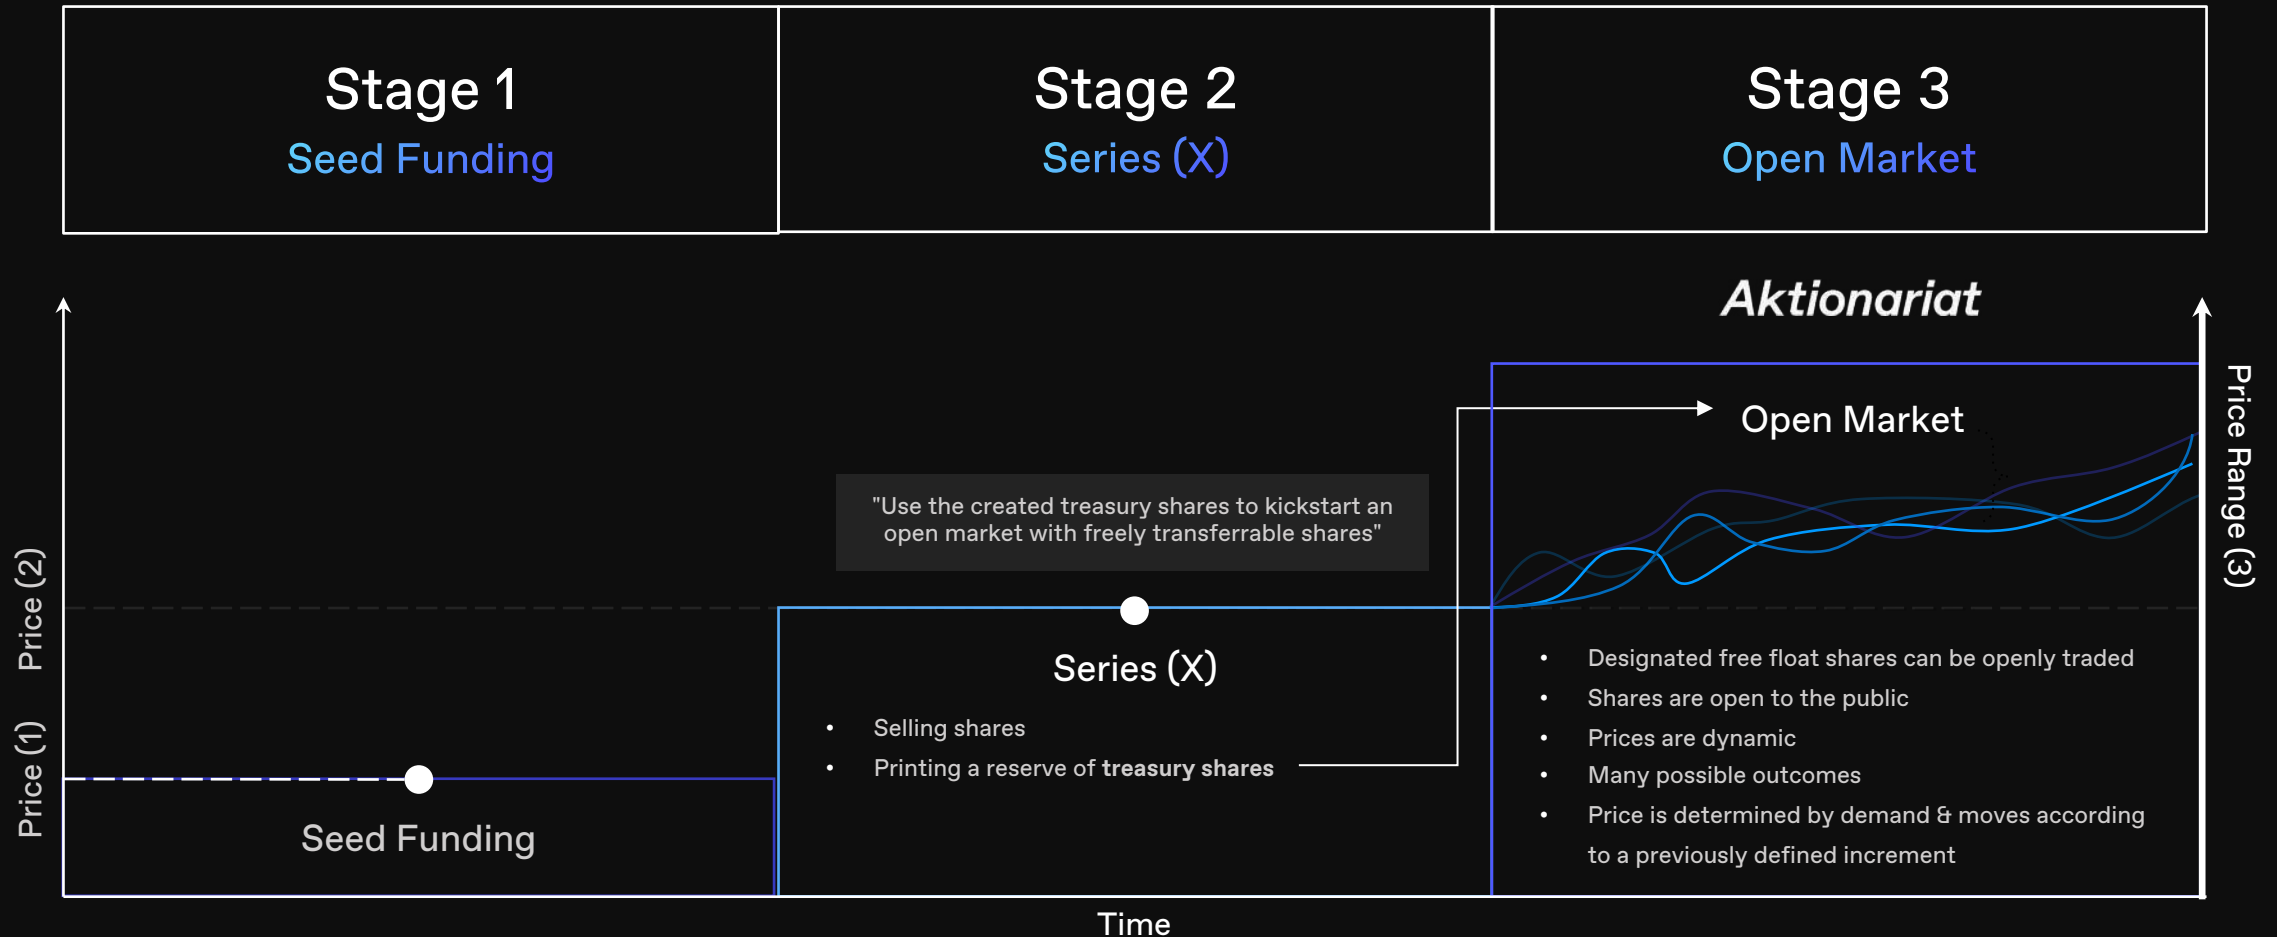 Stage 1
Seed Funding
Stage 2
Series (X)
Stage 3
Open Market
Aktionariat
Price (2)
Price (1)
Seed Funding
"Use the created treasury shares to kickstart an
open market with freely transferrable shares"
Series (X)
• Selling shares
• Printing a reserve of treasury shares
Open Market
• Designated free float shares can be openly traded
• Shares are open to the public
• Prices are dynamic
• Many possible outcomes
• Price is determined by demand & moves according
to a previously defined increment
Price Range (3)
Time